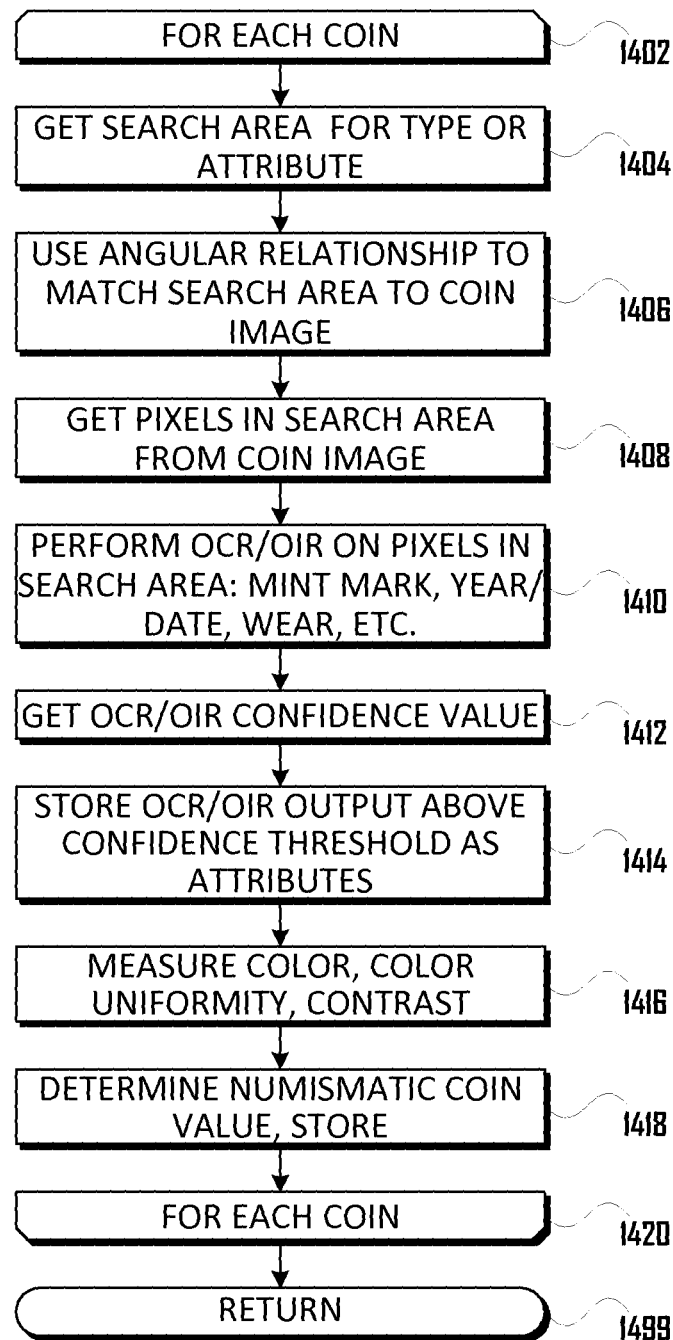 FOR EACH COIN
1402
GET SEARCH AREA FOR TYPE OR
ATTRIBUTE
1404
USE ANGULAR RELATIONSHIP TO
MATCH SEARCH AREA TO COIN
IMAGE
1406
GET PIXELS IN SEARCH AREA
FROM COIN IMAGE
1408
PERFORM OCR/OIR ON PIXELS IN
SEARCH AREA: MINT MARK, YEAR/
DATE, WEAR, ETC.
1410
GET OCR/OIR CONFIDENCE VALUE
1412
STORE OCR/OIR OUTPUT ABOVE
CONFIDENCE THRESHOLD AS
ATTRIBUTES
1414
MEASURE COLOR, COLOR
UNIFORMITY, CONTRAST
1416
DETERMINE NUMISMATIC COIN
VALUE, STORE
1418
FOR EACH COIN
1420
RETURN
1499